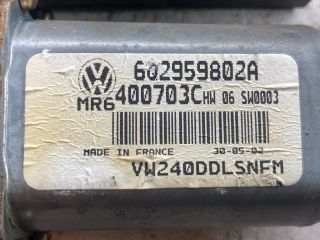 6Q2959802A
MR6 400703C HW 06 SW0003
MADE IN FRANCE 30-05-02
VW240DDLSNFM